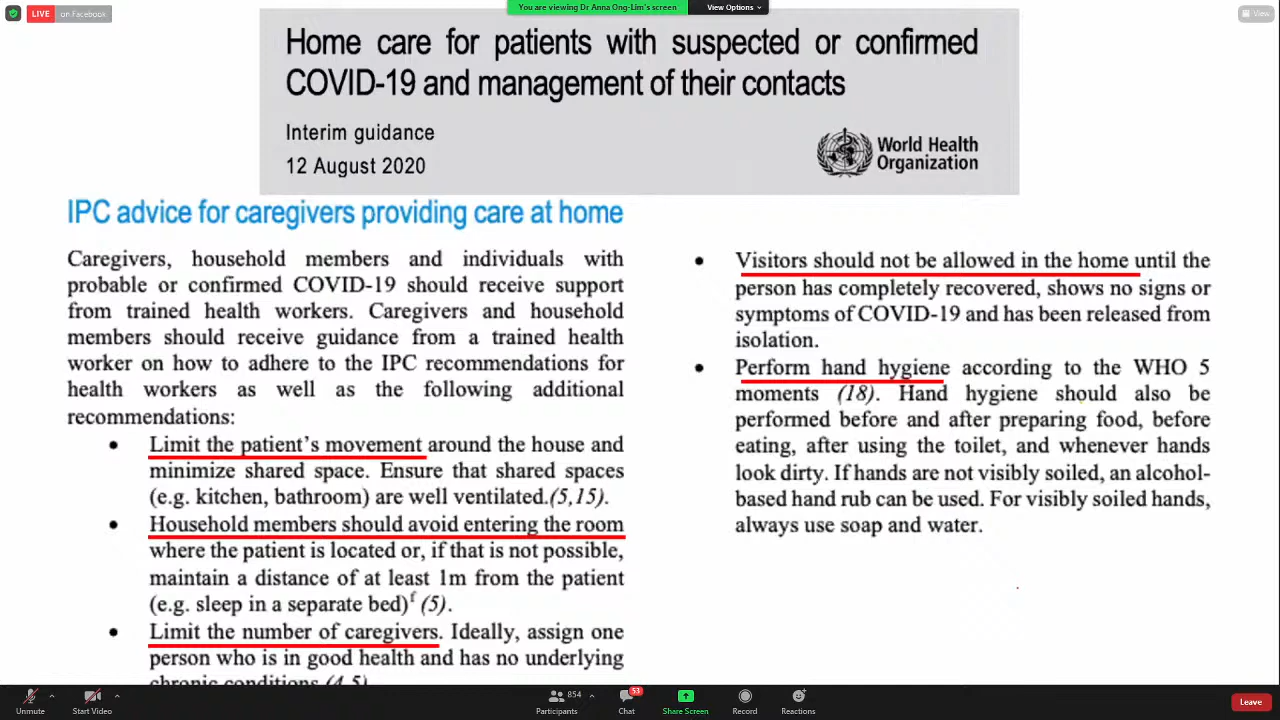 LIVE on Facebook
You are viewing Dr Anna Ong-Lim's screen
View Options
View
Home care for patients with suspected or confirmed
COVID-19 and management of their contacts
Interim guidance
12 August 2020
World Health
Organization
IPC advice for caregivers providing care at home
Caregivers, household members and individuals with
probable or confirmed COVID-19 should receive support
from trained health workers. Caregivers and household
members should receive guidance from a trained health
worker on how to adhere to the IPC recommendations for
health workers as well as the following additional
recommendations:
• Limit the patient's movement around the house and
minimize shared space. Ensure that shared spaces
(e.g. kitchen, bathroom) are well ventilated.(5,15).
• Household members should avoid entering the room
where the patient is located or, if that is not possible,
maintain a distance of at least 1m from the patient
(e.g. sleep in a separate bed)f (5).
• Limit the number of caregivers. Ideally, assign one
person who is in good health and has no underlying
chronic conditions (4,5).
• Visitors should not be allowed in the home until the
person has completely recovered, shows no signs or
symptoms of COVID-19 and has been released from
isolation.
• Perform hand hygiene according to the WHO 5
moments (18). Hand hygiene should also be
performed before and after preparing food, before
eating, after using the toilet, and whenever hands
look dirty. If hands are not visibly soiled, an alcohol-
based hand rub can be used. For visibly soiled hands,
always use soap and water.
Unmute
Start Video
854
Participants
53
Chat
Share Screen
Record
Reactions
Leave